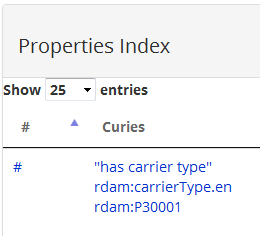 Properties Index
Show 25 entries
# Curies
# "has carrier type"
rdam:carrierType.en
rdam:P30001